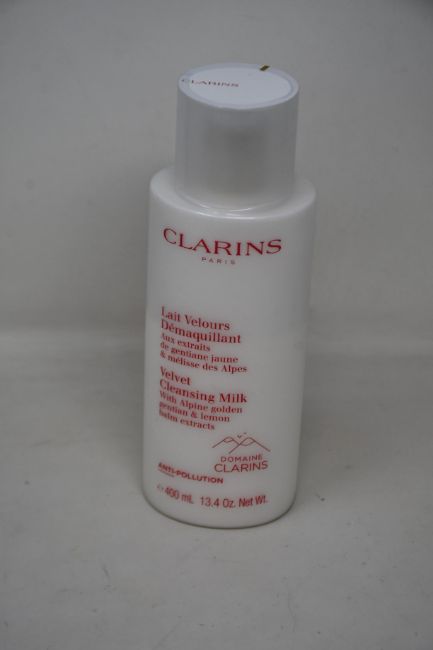 CLARINS
CLARINS
PARIS
Lait Velours
Démaquillant
Aux extraits
de gentiane jaune
& mélisse des Alpes
Velvet
Cleansing Milk
With Alpine golden
gentian & lemon
balm extracts
DOMAINE
CLARINS
ANTI-POLLUTION
℮ 400 mL 13.4 Oz. Net Wt.